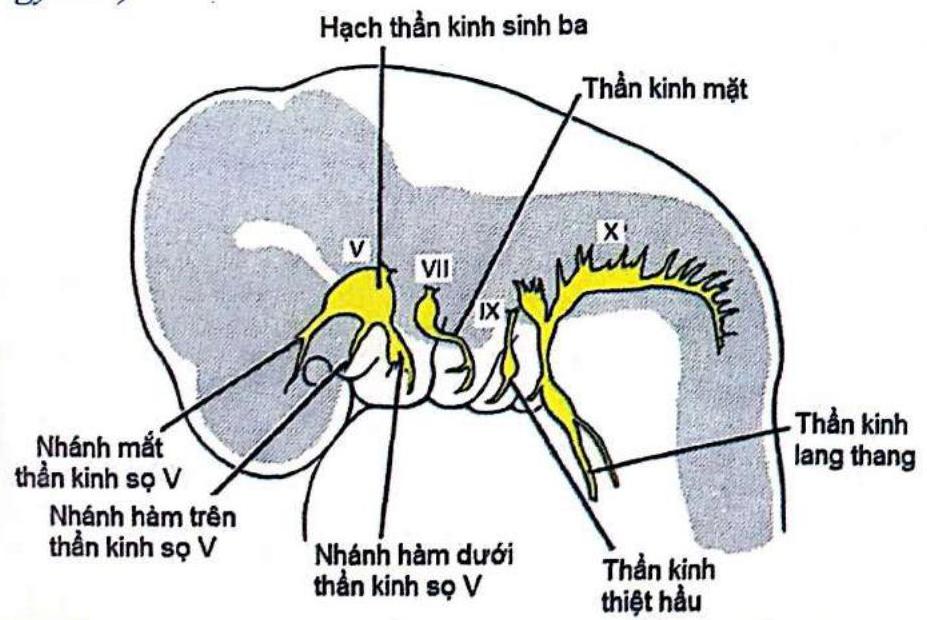 Hạch thần kinh sinh ba
Thần kinh mặt
V
VII
IX
X
Nhánh mắt
thần kinh sọ V
Nhánh hàm trên
thần kinh sọ V
Nhánh hàm dưới
thần kinh sọ V
Thần kinh
thiệt hầu
Thần kinh
lang thang